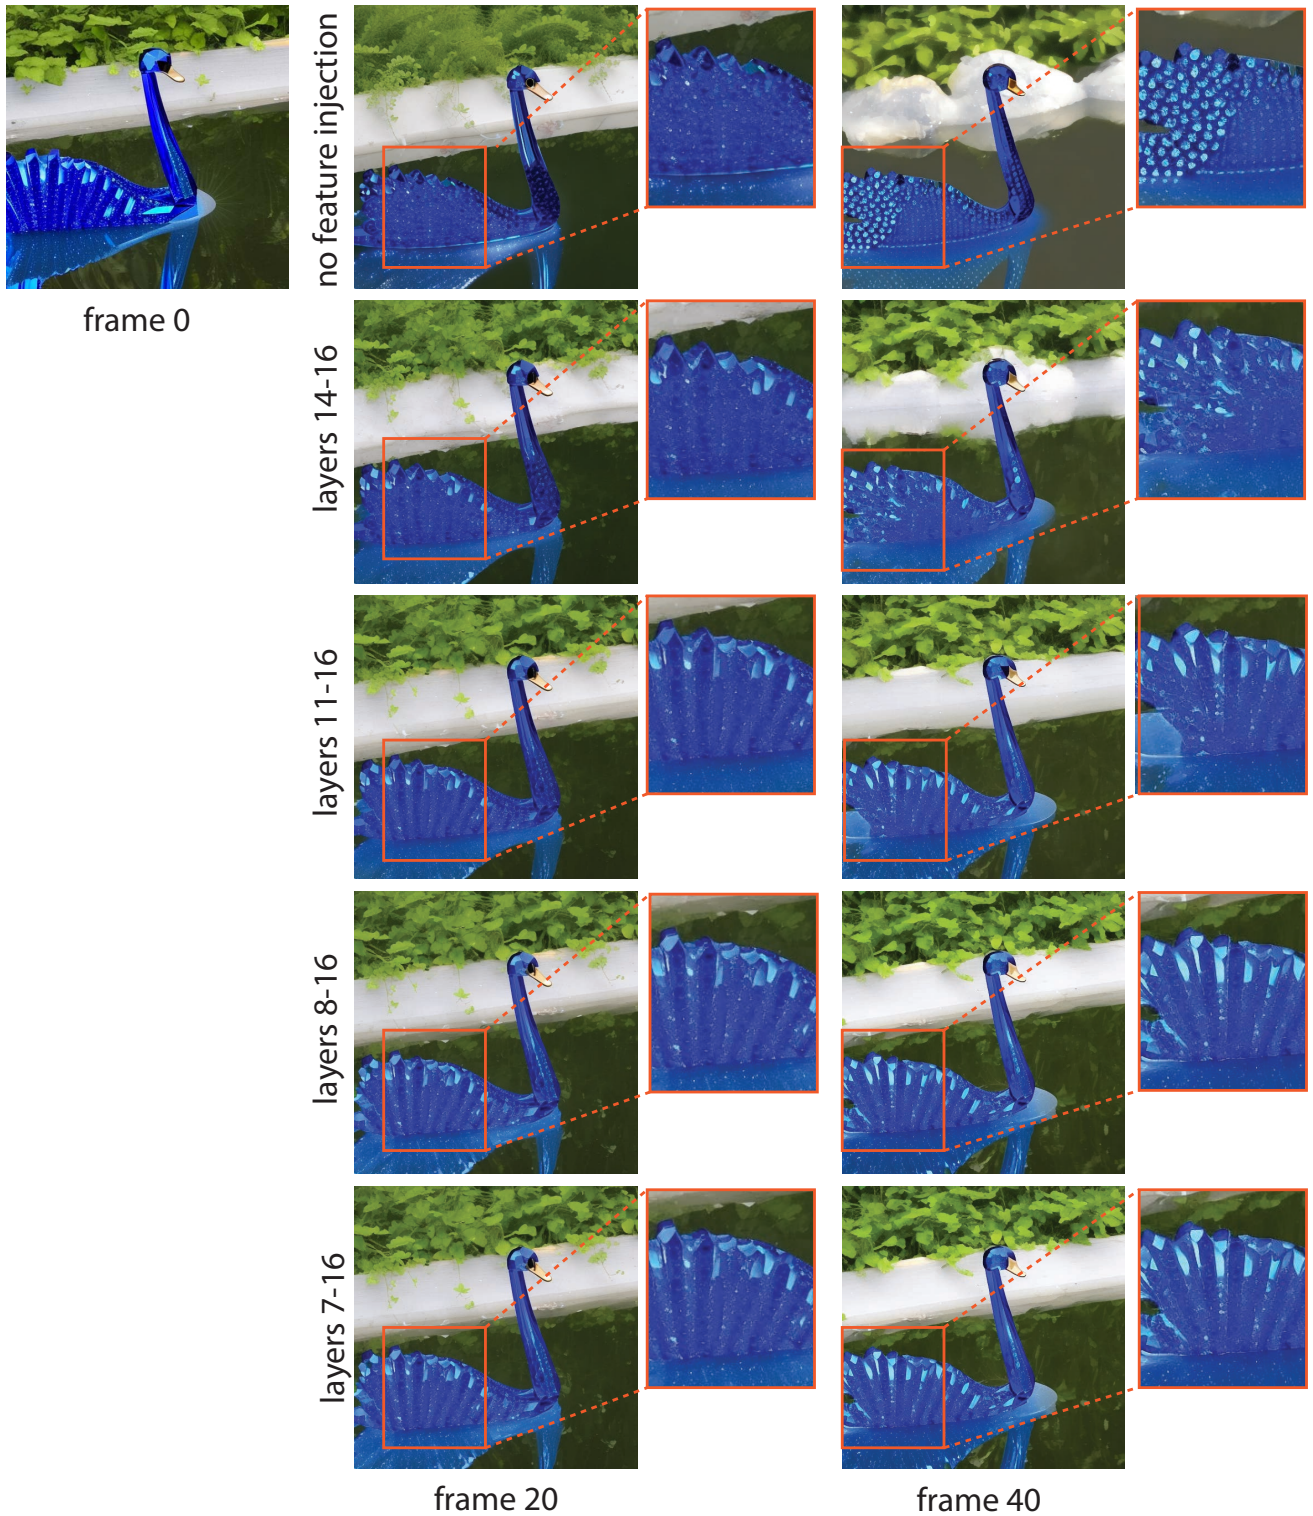 no feature injection
frame 0
layers 14-16
layers 11-16
layers 8-16
layers 7-16
frame 20
frame 40